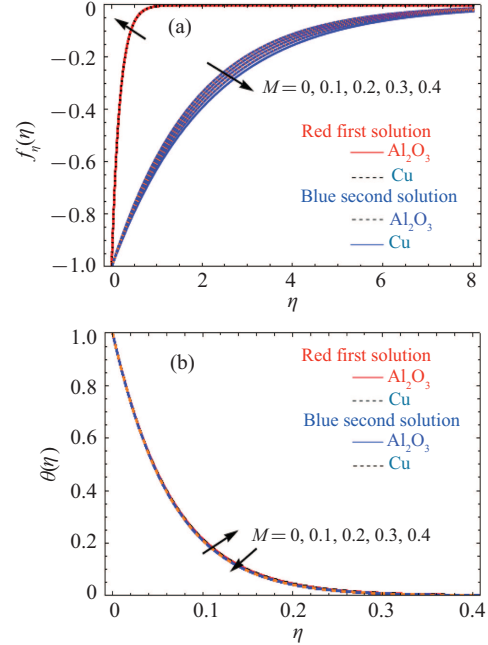 (a)
0
−0.2
−0.4
−0.6
−0.8
−1.0
f_η(η)
M = 0, 0.1, 0.2, 0.3, 0.4
Red first solution
Al₂O₃
Cu
Blue second solution
Al₂O₃
Cu
0 2 4 6 8
η
(b)
1.0
0.8
0.6
0.4
0.2
0
θ(η)
Red first solution
Al₂O₃
Cu
Blue second solution
Al₂O₃
Cu
M = 0, 0.1, 0.2, 0.3, 0.4
0 0.1 0.2 0.3 0.4
η